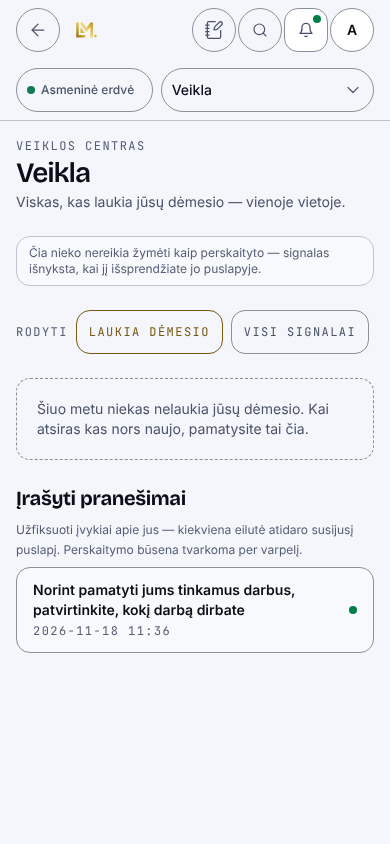 LM.
A
Asmeninė erdvė
Veikla
VEIKLOS CENTRAS
Veikla
Viskas, kas laukia jūsų dėmesio — vienoje vietoje.
Čia nieko nereikia žymėti kaip perskaityto — signalas
išnyksta, kai jį išsprendžiate jo puslapyje.
RODYTI
LAUKIA DĖMESIO
VISI SIGNALAI
Šiuo metu niekas nelaukia jūsų dėmesio. Kai
atsiras kas nors naujo, pamatysite tai čia.
Įrašyti pranešimai
Užfiksuoti įvykiai apie jus — kiekviena eilutė atidaro susijusį
puslapį. Perskaitymo būsena tvarkoma per varpelį.
Norint pamatyti jums tinkamus darbus,
patvirtinkite, kokį darbą dirbate
2026-11-18 11:36